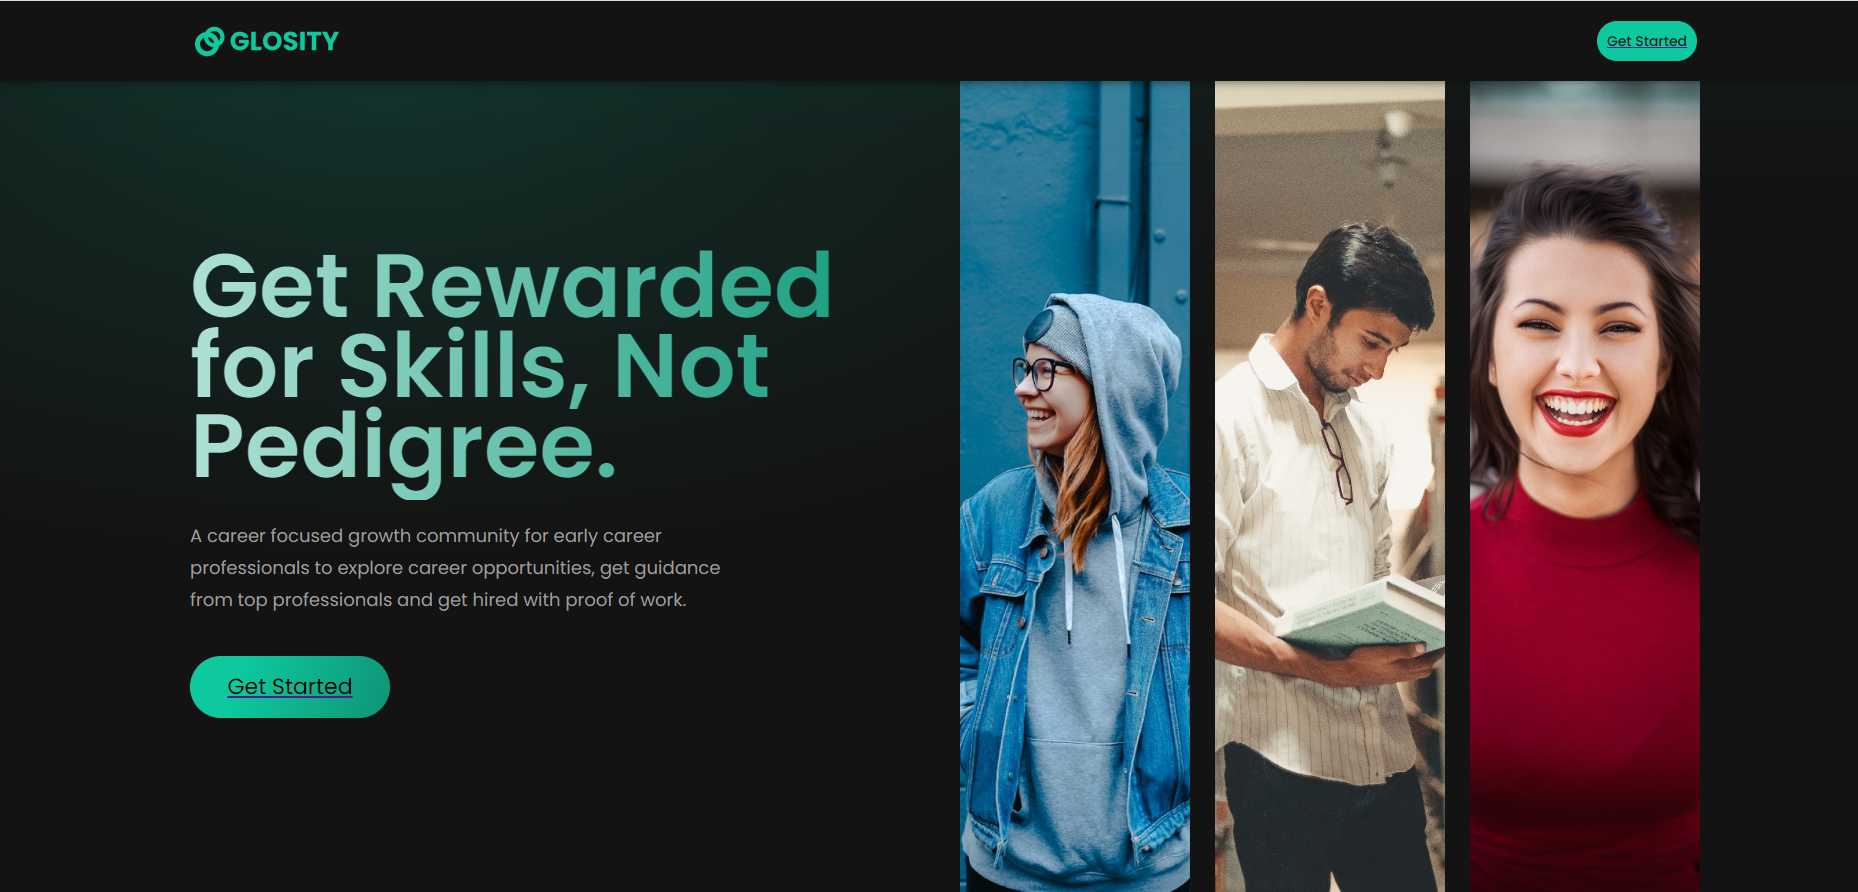 GLOSITY
Get Started
Get Rewarded
for Skills, Not
Pedigree.
A career focused growth community for early career
professionals to explore career opportunities, get guidance
from top professionals and get hired with proof of work.
Get Started